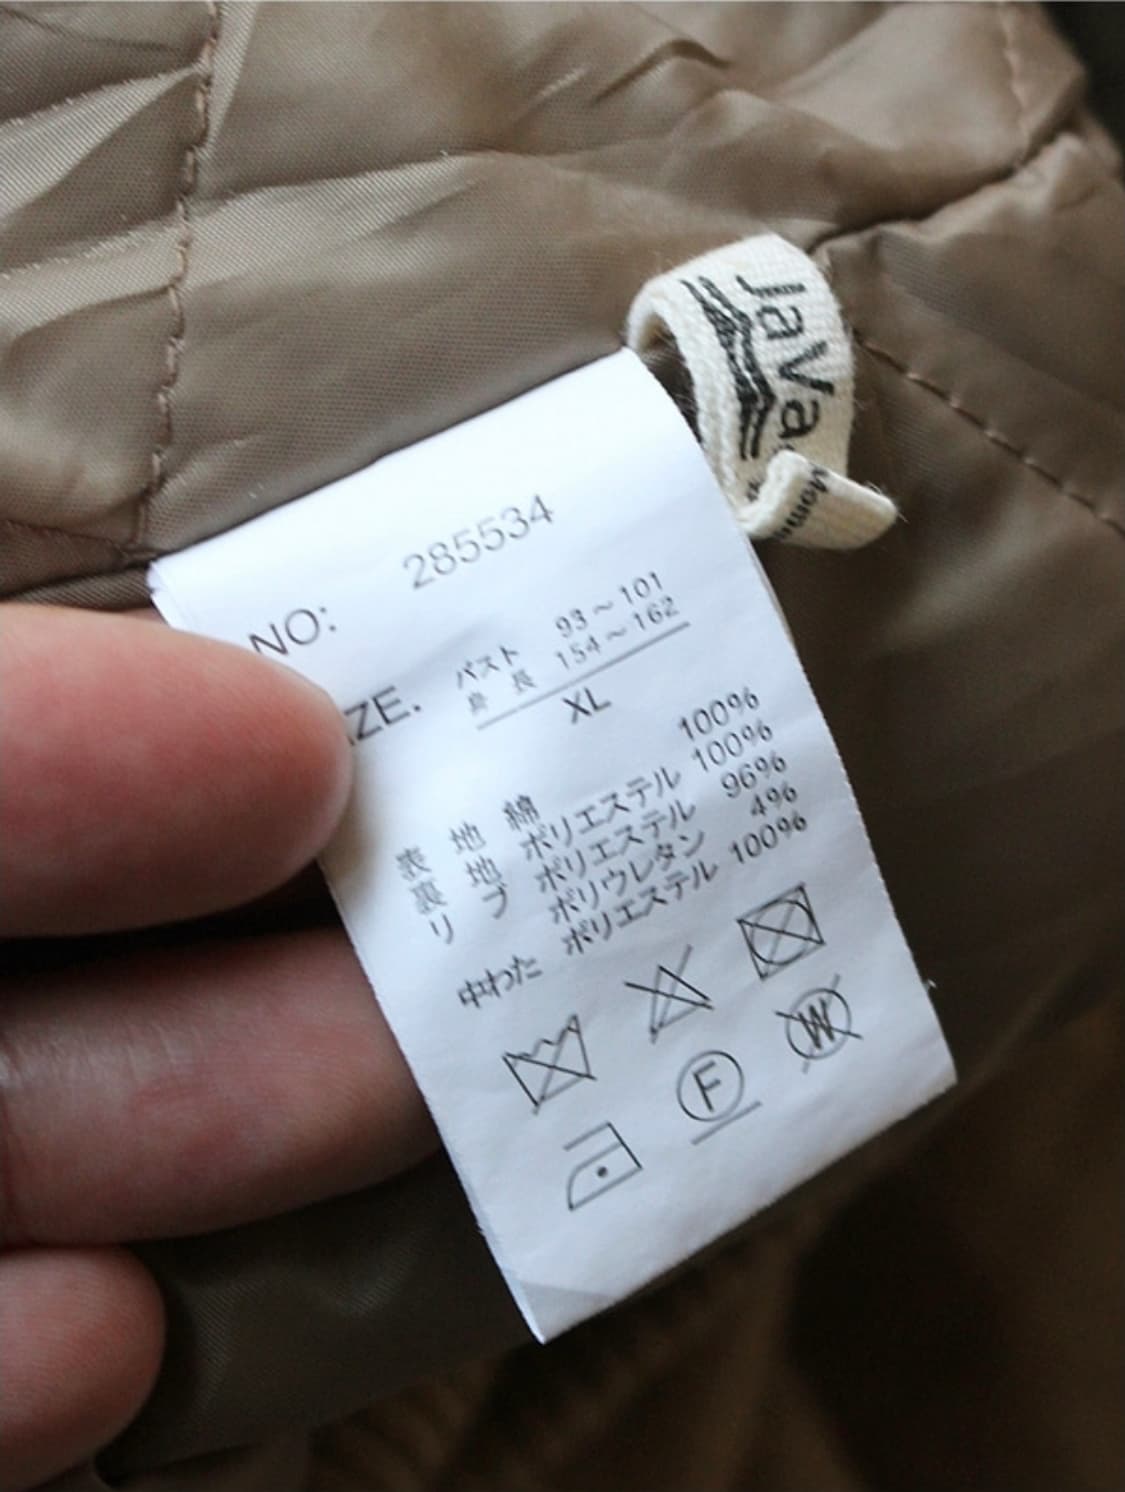 JaVa
Mom
NO: 285534
ZE. バスト 93～101
身長 154～162
XL
表地 綿 100%
裏地 ポリエステル 100%
リブ ポリエステル 96%
ポリウレタン 4%
中わた ポリエステル 100%
F
W